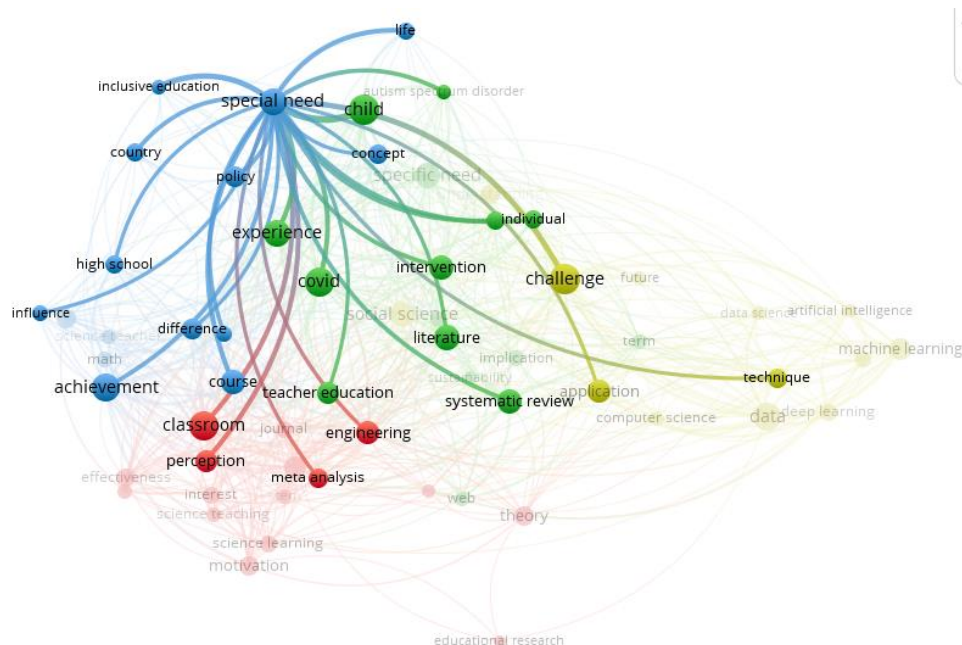 life
inclusive education
autism spectrum disorder
special need
child
country
concept
policy
specific need
individual
experience
high school
intervention
challenge
future
covid
influence
social science
data science
artificial intelligence
science teacher
difference
literature
term
machine learning
math
implication
achievement
course
sustainability
technique
teacher education
systematic review
application
classroom
journal
engineering
computer science
data
deep learning
perception
effectiveness
meta analysis
interest
web
science teaching
theory
science learning
motivation
educational research